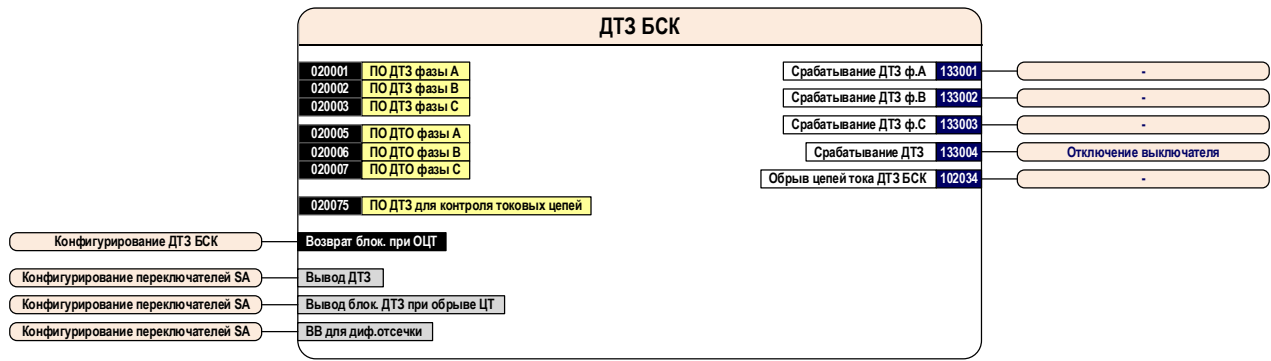 ДТЗ БСК
020001 ПО ДТЗ фазы А
020002 ПО ДТЗ фазы В
020003 ПО ДТЗ фазы С
020005 ПО ДТО фазы А
020006 ПО ДТО фазы В
020007 ПО ДТО фазы С
020075 ПО ДТЗ для контроля токовых цепей
Срабатывание ДТЗ ф.А 133001 -
Срабатывание ДТЗ ф.В 133002 -
Срабатывание ДТЗ ф.С 133003 -
Срабатывание ДТЗ 133004 Отключение выключателя
Обрыв цепей тока ДТЗ БСК 102034 -
Конфигурирование ДТЗ БСК Возврат блок. при ОЦТ
Конфигурирование переключателей SA Вывод ДТЗ
Конфигурирование переключателей SA Вывод блок. ДТЗ при обрыве ЦТ
Конфигурирование переключателей SA ВВ для диф.отсечки